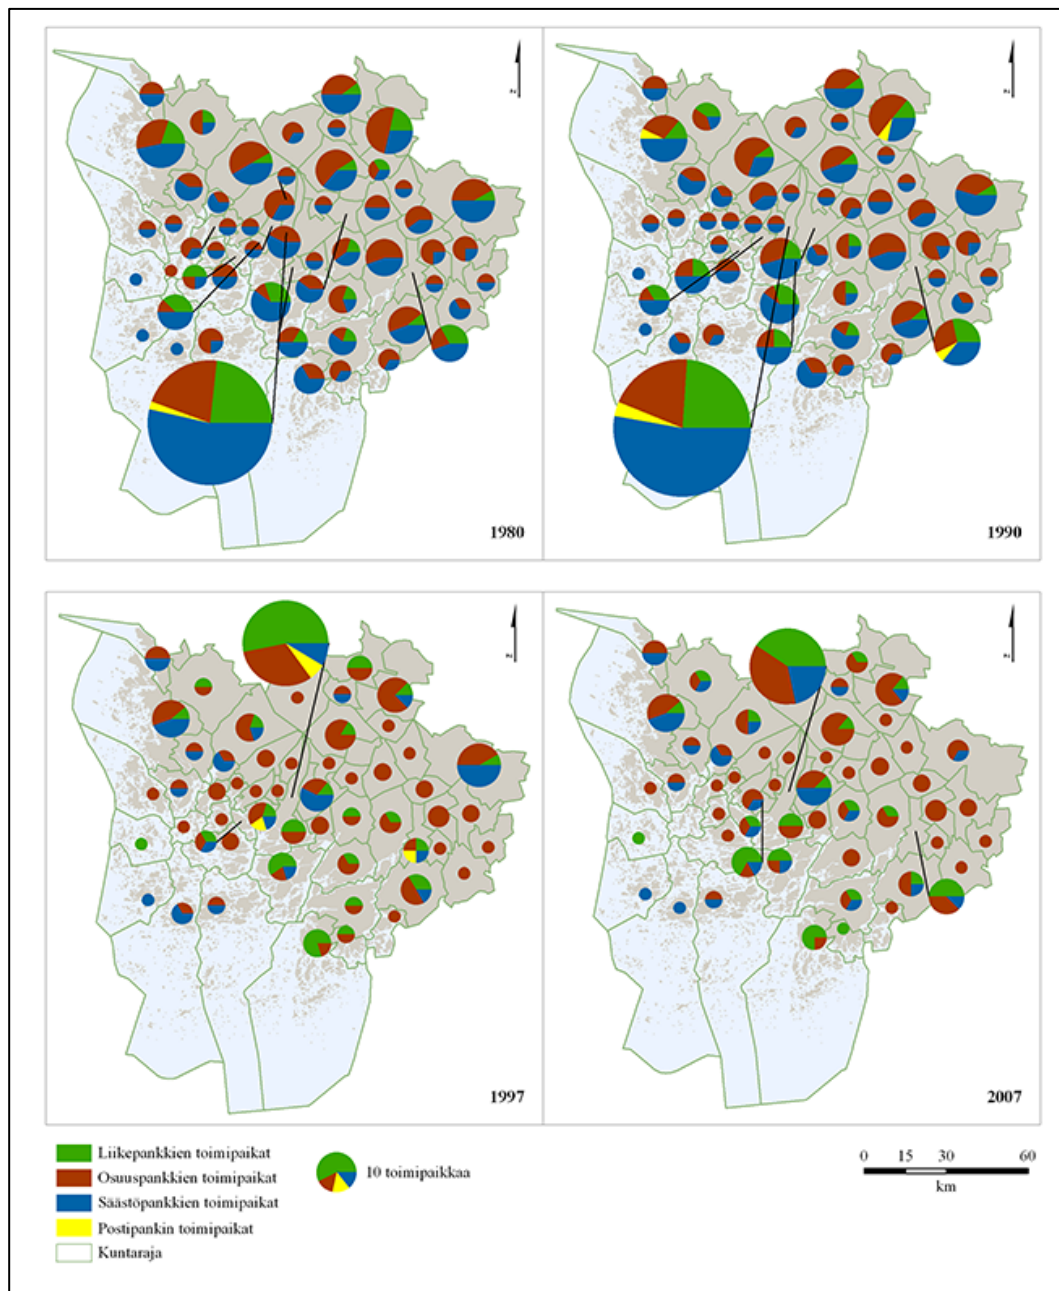 z
z
1980
1990
z
z
1997
2007
Liikepankkien toimipaikat
Osuuspankkien toimipaikat
Säästöpankkien toimipaikat
Postipankin toimipaikat
Kuntaraja
10 toimipaikkaa
0 15 30 60
km